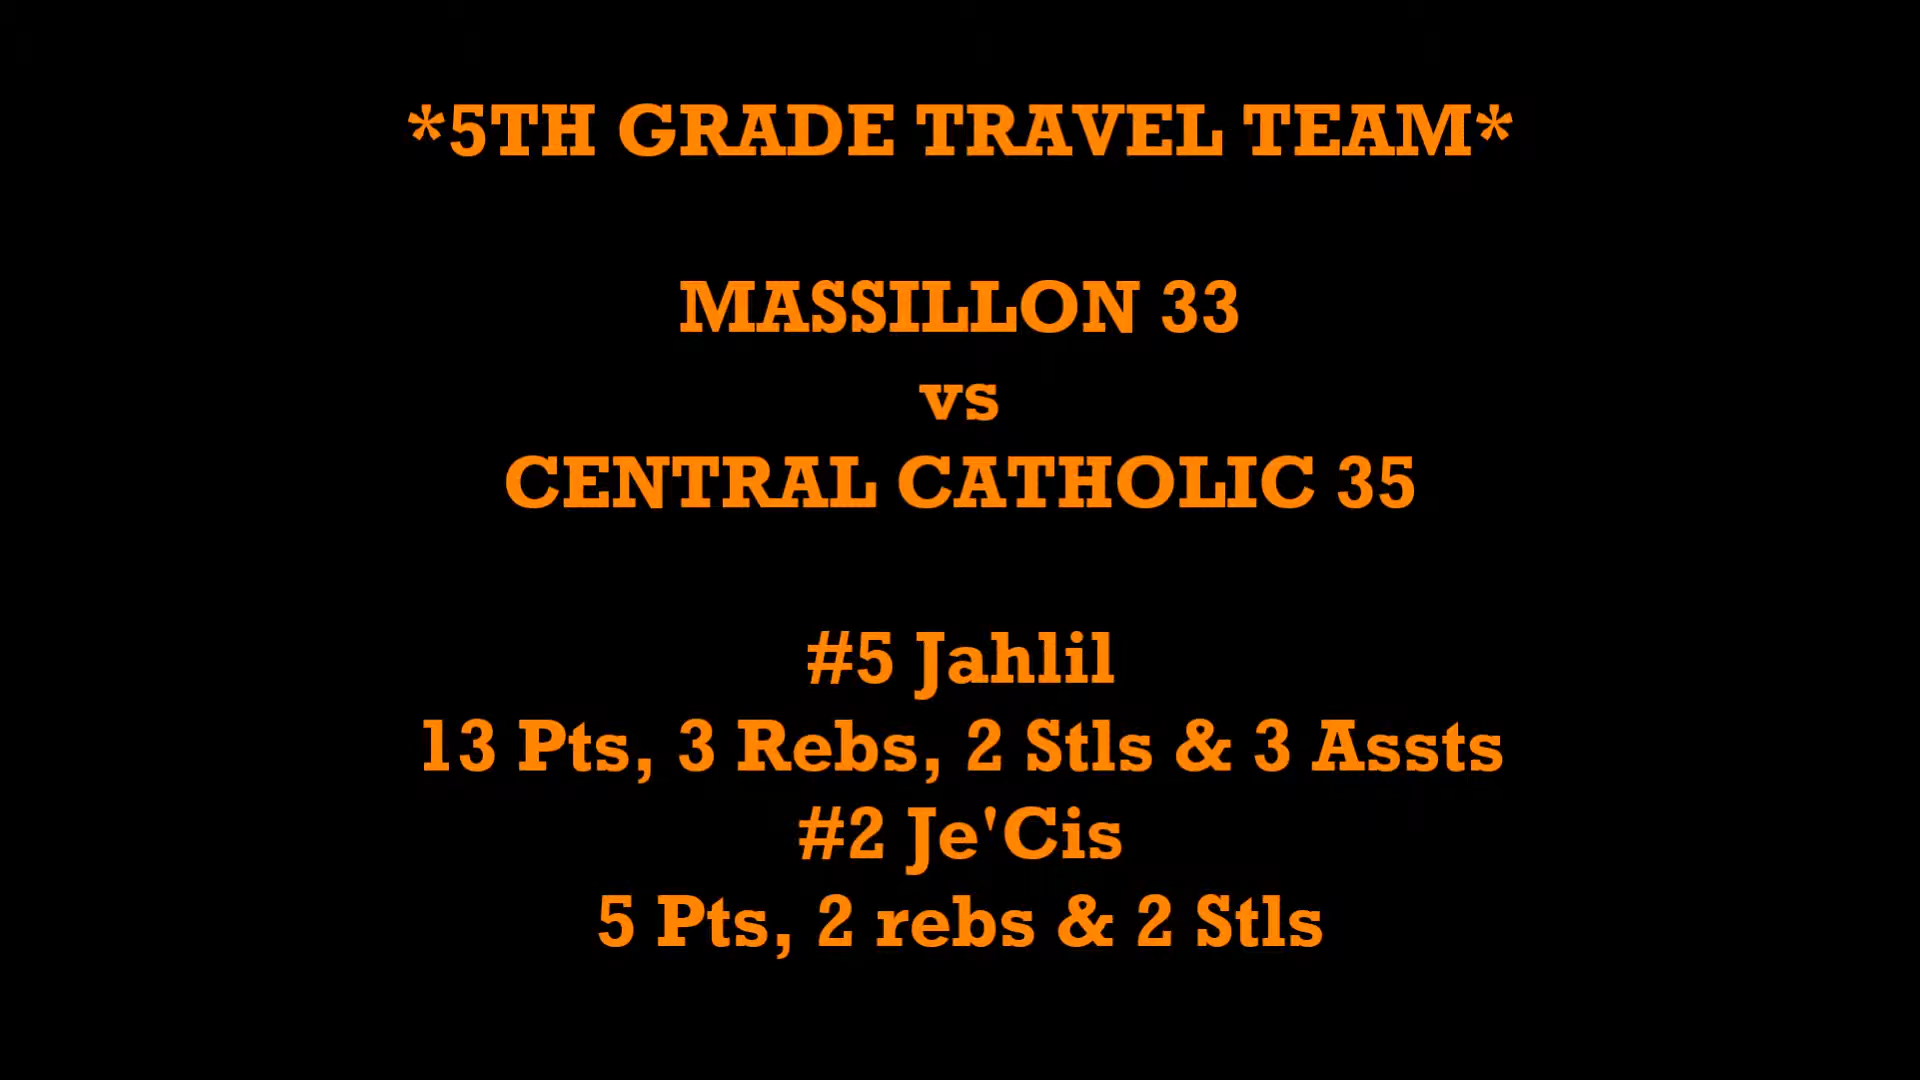 *5TH GRADE TRAVEL TEAM*
MASSILLON 33
vs
CENTRAL CATHOLIC 35
#5 Jahlil
13 Pts, 3 Rebs, 2 Stls & 3 Assts
#2 Je'Cis
5 Pts, 2 rebs & 2 Stls